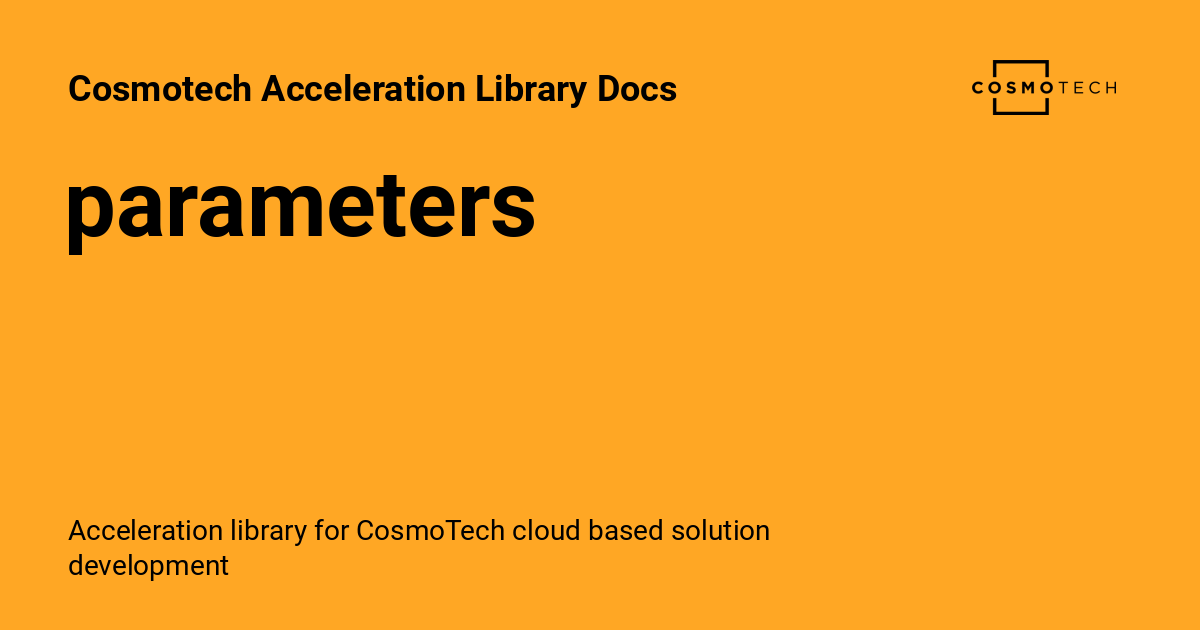 Cosmotech Acceleration Library Docs
COSMOTECH
parameters
Acceleration library for CosmoTech cloud based solution
development